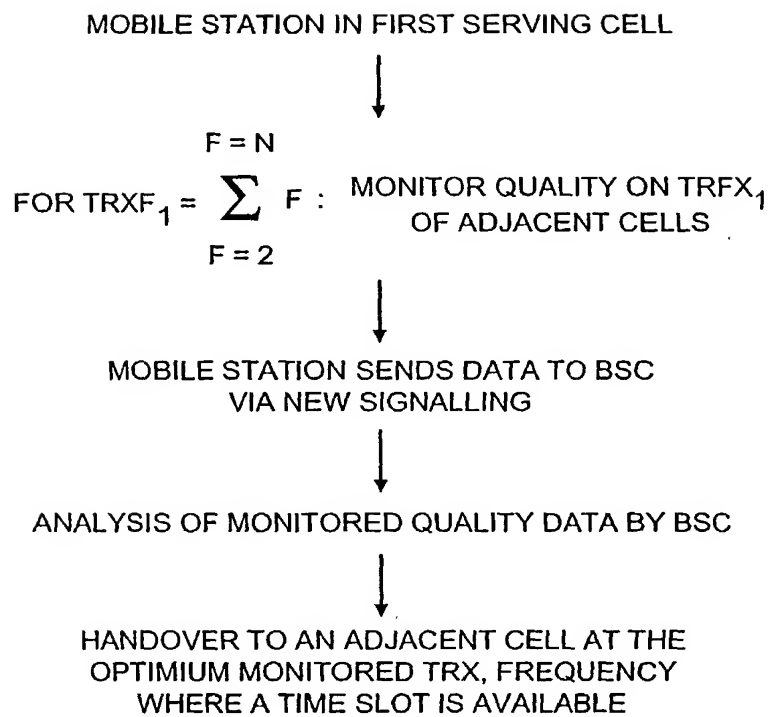 MOBILE STATION IN FIRST SERVING CELL
F = N
FOR TRXF₁ = ∑ F : MONITOR QUALITY ON TRFX₁
OF ADJACENT CELLS
F = 2
MOBILE STATION SENDS DATA TO BSC
VIA NEW SIGNALLING
ANALYSIS OF MONITORED QUALITY DATA BY BSC
HANDOVER TO AN ADJACENT CELL AT THE
OPTIMIUM MONITORED TRX, FREQUENCY
WHERE A TIME SLOT IS AVAILABLE